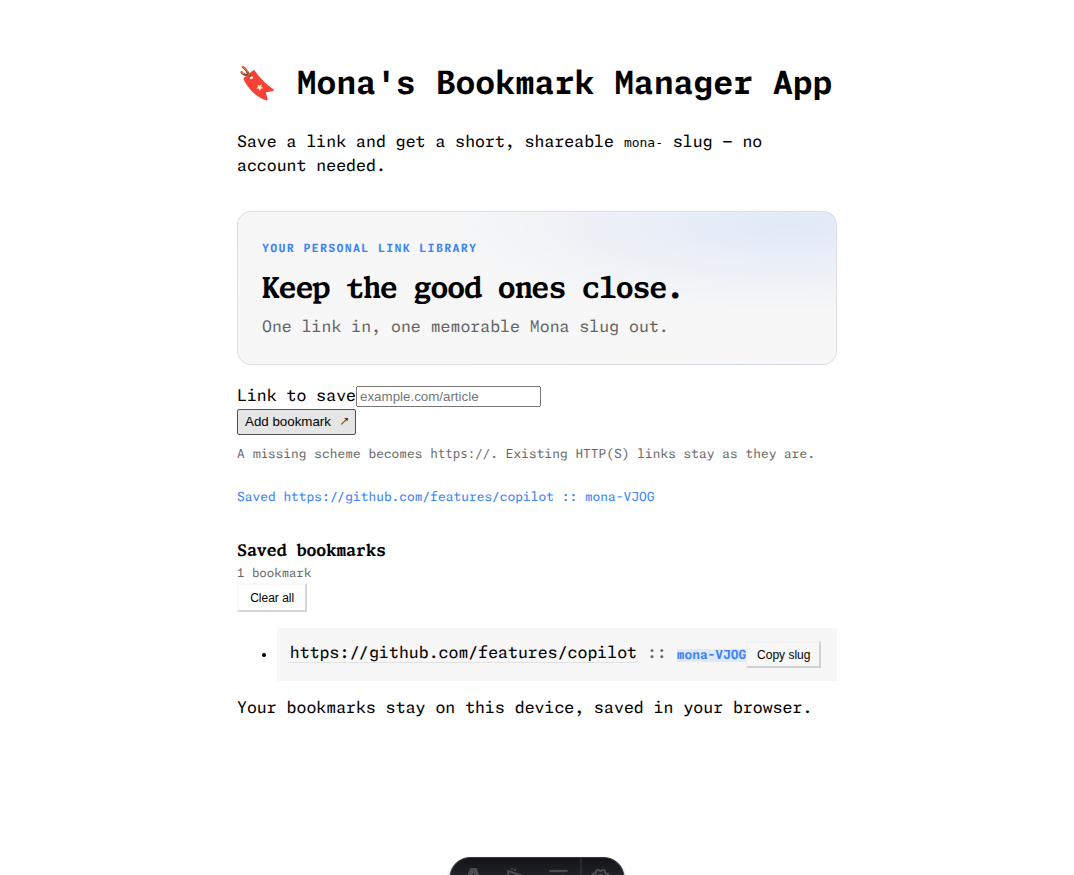 🔖 Mona's Bookmark Manager App
Save a link and get a short, shareable mona- slug — no
account needed.
YOUR PERSONAL LINK LIBRARY
Keep the good ones close.
One link in, one memorable Mona slug out.
Link to save example.com/article
Add bookmark ↗
A missing scheme becomes https://. Existing HTTP(S) links stay as they are.
Saved https://github.com/features/copilot :: mona-VJOG
Saved bookmarks
1 bookmark
Clear all
• https://github.com/features/copilot :: mona-VJOG Copy slug
Your bookmarks stay on this device, saved in your browser.